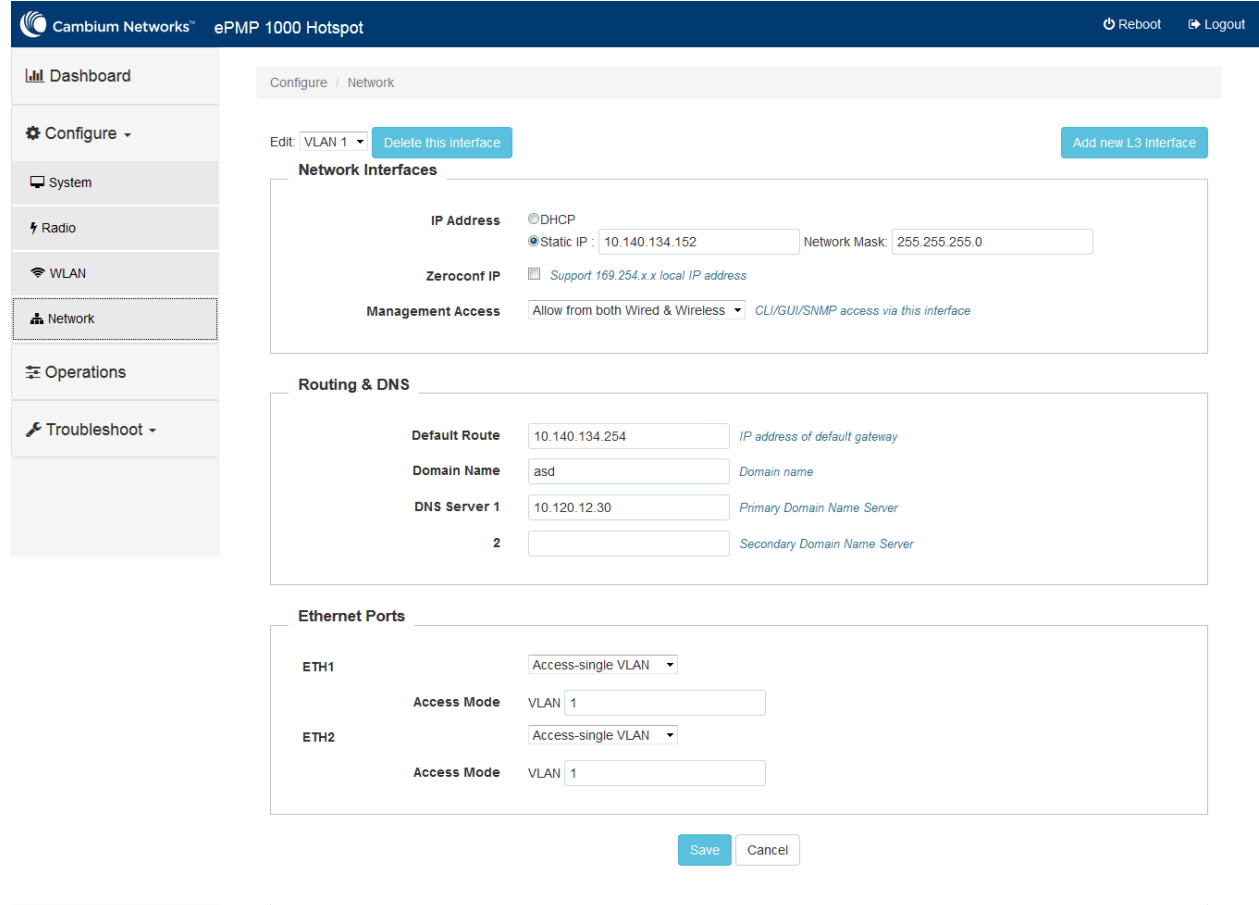 Cambium Networks™ ePMP 1000 Hotspot Reboot Logout
Dashboard
Configure
System
Radio
WLAN
Network
Operations
Troubleshoot
Configure / Network
Edit: VLAN 1 Delete this interface Add new L3 Interface
Network Interfaces
IP Address DHCP
Static IP : 10.140.134.152 Network Mask: 255.255.255.0
Zeroconf IP Support 169.254.x.x local IP address
Management Access Allow from both Wired & Wireless CLI/GUI/SNMP access via this interface
Routing & DNS
Default Route 10.140.134.254 IP address of default gateway
Domain Name asd Domain name
DNS Server 1 10.120.12.30 Primary Domain Name Server
2 Secondary Domain Name Server
Ethernet Ports
ETH1 Access-single VLAN
Access Mode VLAN 1
ETH2 Access-single VLAN
Access Mode VLAN 1
Save Cancel